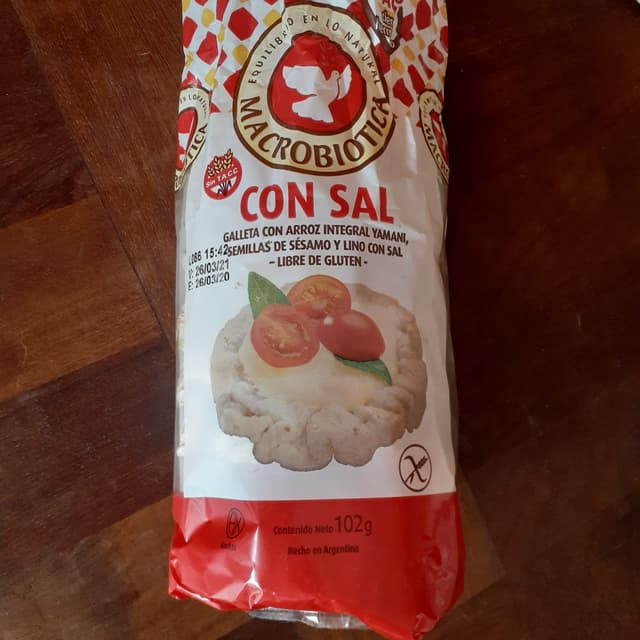 EQUILIBRIO EN LO NATURAL
MACROBIOTICA
Sin T.A.C.C.
CON SAL
GALLETA CON ARROZ INTEGRAL YAMANI,
SEMILLAS DE SÉSAMO Y LINO CON SAL
- LIBRE DE GLUTEN -
L086 15:42
V: 26/03/21
E: 26/03/20
Contenido Neto 102g
Hecho en Argentina